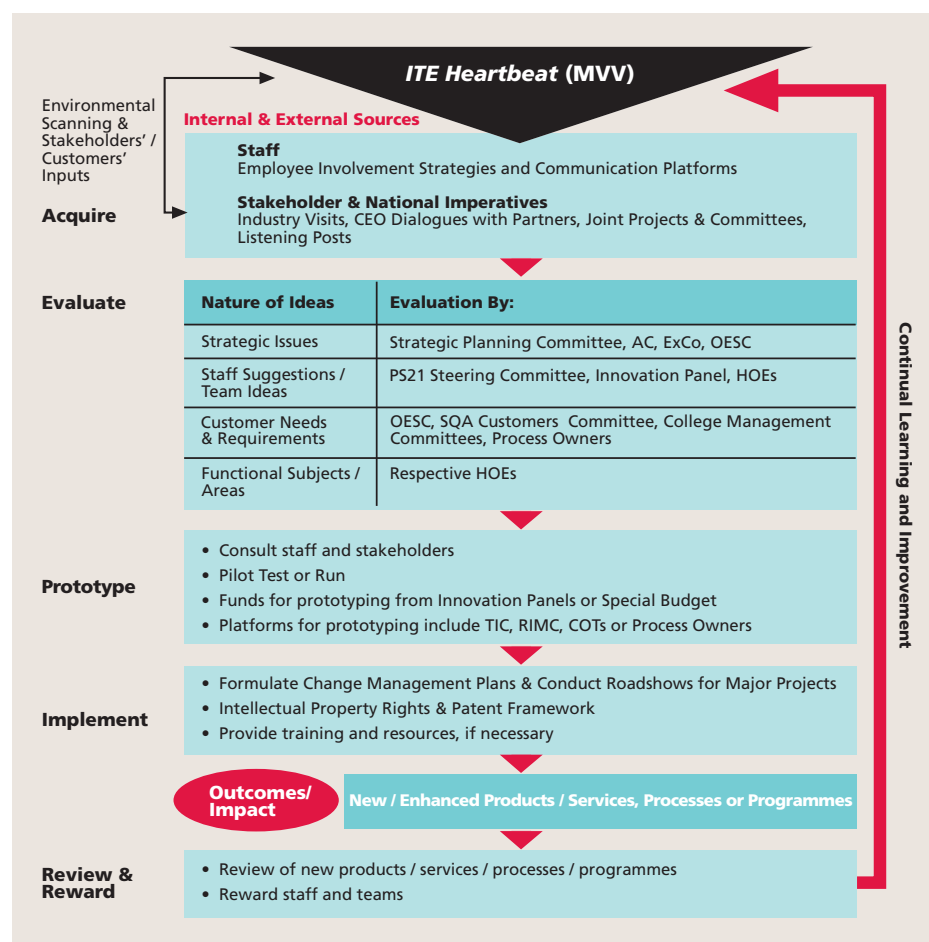 ITE Heartbeat (MVV)
Environmental
Scanning &
Stakeholders' /
Customers'
Inputs
Internal & External Sources
Acquire
Staff
Employee Involvement Strategies and Communication Platforms
Stakeholder & National Imperatives
Industry Visits, CEO Dialogues with Partners, Joint Projects & Committees,
Listening Posts
Evaluate
Nature of Ideas
Evaluation By:
Strategic Issues
Strategic Planning Committee, AC, ExCo, OESC
Staff Suggestions /
Team Ideas
PS21 Steering Committee, Innovation Panel, HOEs
Customer Needs
& Requirements
OESC, SQA Customers Committee, College Management
Committees, Process Owners
Functional Subjects /
Areas
Respective HOEs
Prototype
• Consult staff and stakeholders
• Pilot Test or Run
• Funds for prototyping from Innovation Panels or Special Budget
• Platforms for prototyping include TIC, RIMC, COTs or Process Owners
Implement
• Formulate Change Management Plans & Conduct Roadshows for Major Projects
• Intellectual Property Rights & Patent Framework
• Provide training and resources, if necessary
Outcomes/
Impact
New / Enhanced Products / Services, Processes or Programmes
Review &
Reward
• Review of new products / services / processes / programmes
• Reward staff and teams
Continual Learning and Improvement